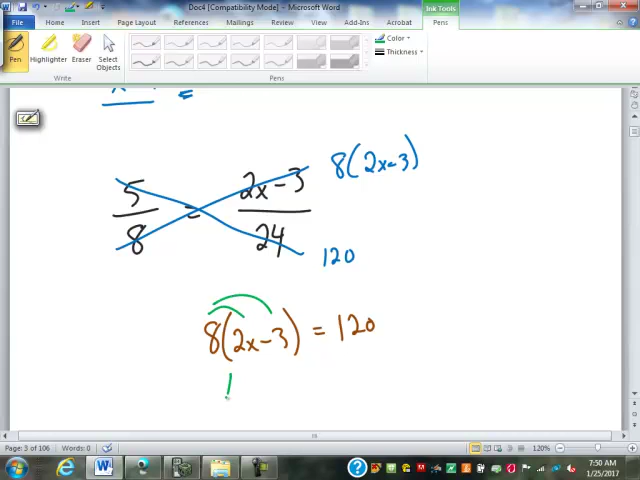 Doc4 [Compatibility Mode] - Microsoft Word
Ink Tools
File Home Insert Page Layout References Mailings Review View Acrobat Pens
Pen Highlighter Eraser Select Objects
Color
Thickness
Write Pens
x =
5/8 = 2x-3/24
8(2x-3)
120
8(2x-3) = 120
1
Page: 3 of 106 Words: 0 120%
7:50 AM
1/25/2017